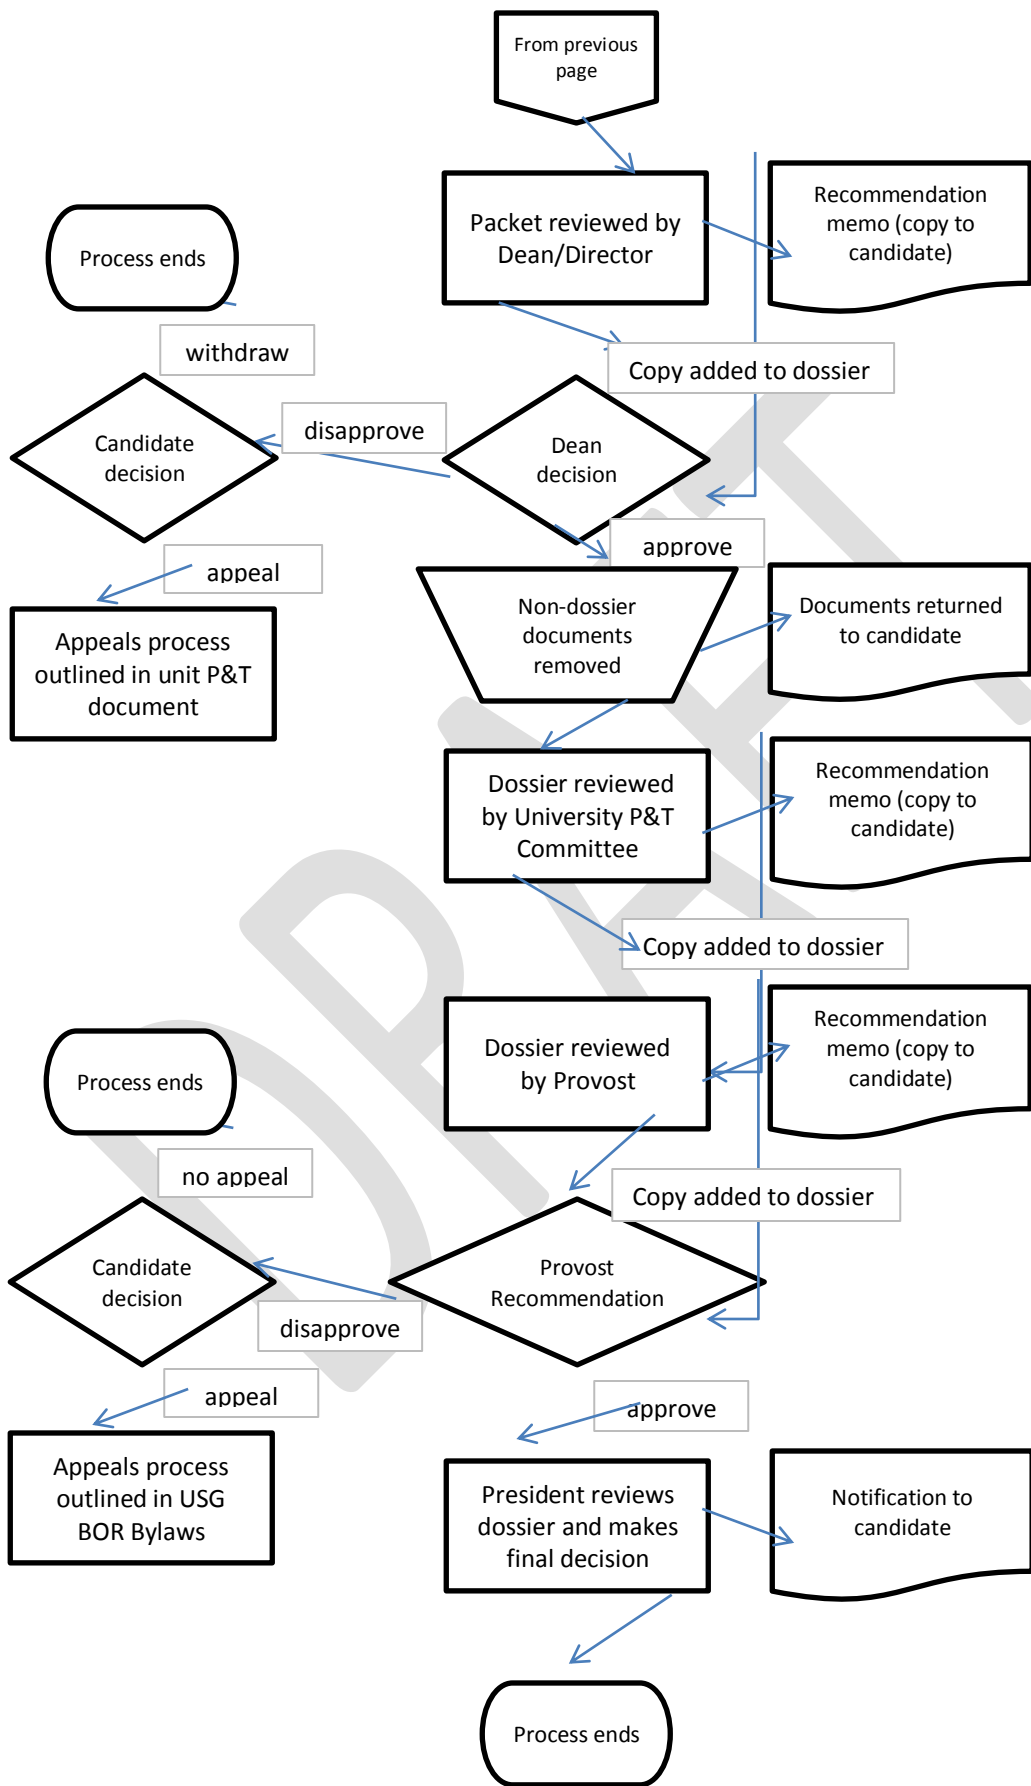 From previous
page
Packet reviewed by
Dean/Director
Recommendation
memo (copy to
candidate)
Process ends
withdraw
Copy added to dossier
Candidate
decision
disapprove
Dean
decision
appeal
approve
Appeals process
outlined in unit P&T
document
Non-dossier
documents
removed
Documents returned
to candidate
Dossier reviewed
by University P&T
Committee
Recommendation
memo (copy to
candidate)
Copy added to dossier
Process ends
Dossier reviewed
by Provost
Recommendation
memo (copy to
candidate)
no appeal
Copy added to dossier
Candidate
decision
disapprove
Provost
Recommendation
appeal
approve
Appeals process
outlined in USG
BOR Bylaws
President reviews
dossier and makes
final decision
Notification to
candidate
Process ends
DRAFT